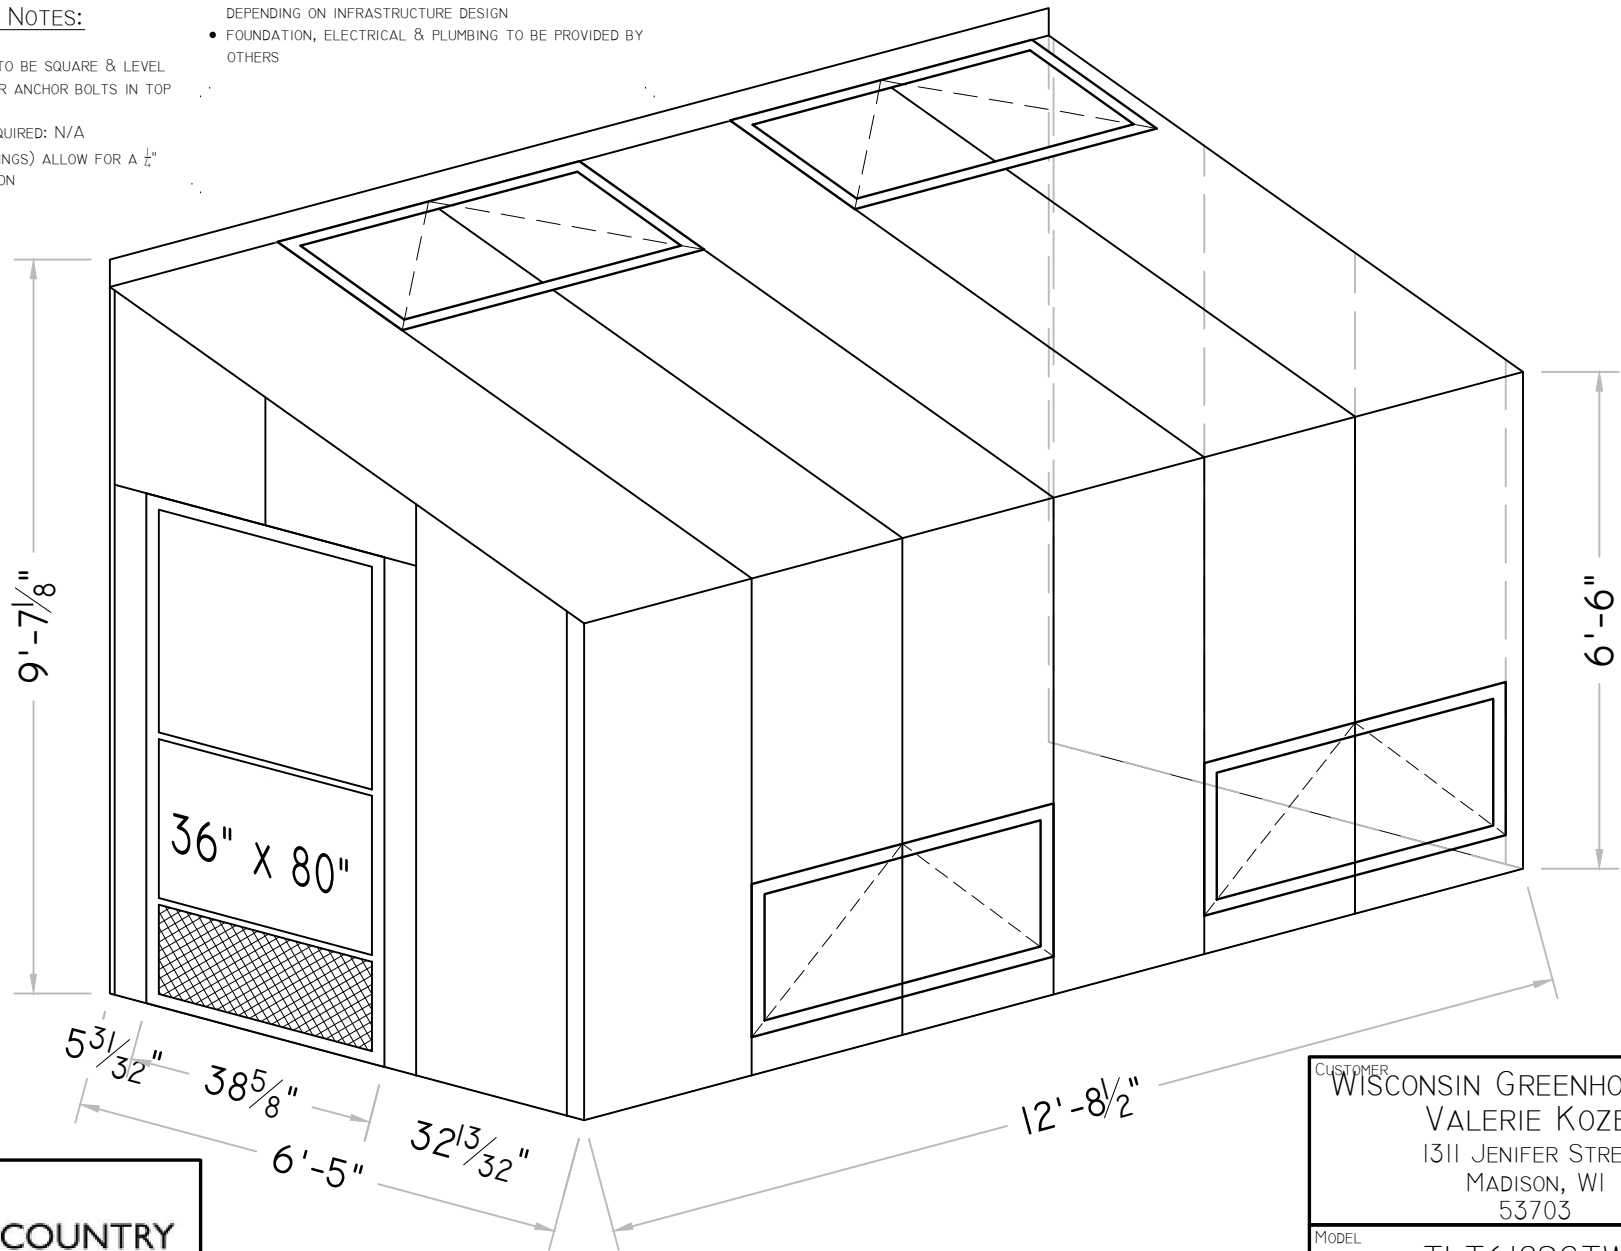 NOTES:
TO BE SQUARE & LEVEL
R ANCHOR BOLTS IN TOP
QUIRED: N/A
INGS) ALLOW FOR A 1/4"
ON
DEPENDING ON INFRASTRUCTURE DESIGN
• FOUNDATION, ELECTRICAL & PLUMBING TO BE PROVIDED BY
OTHERS
9'-7 1/8"
6'-6"
36" X 80"
5 31/32"
38 5/8"
32 13/32"
6'-5"
12'-8 1/2"
COUNTRY
CUSTOMER
WISCONSIN GREENHO
VALERIE KOZE
1311 JENIFER STRE
MADISON, WI
53703
MODEL